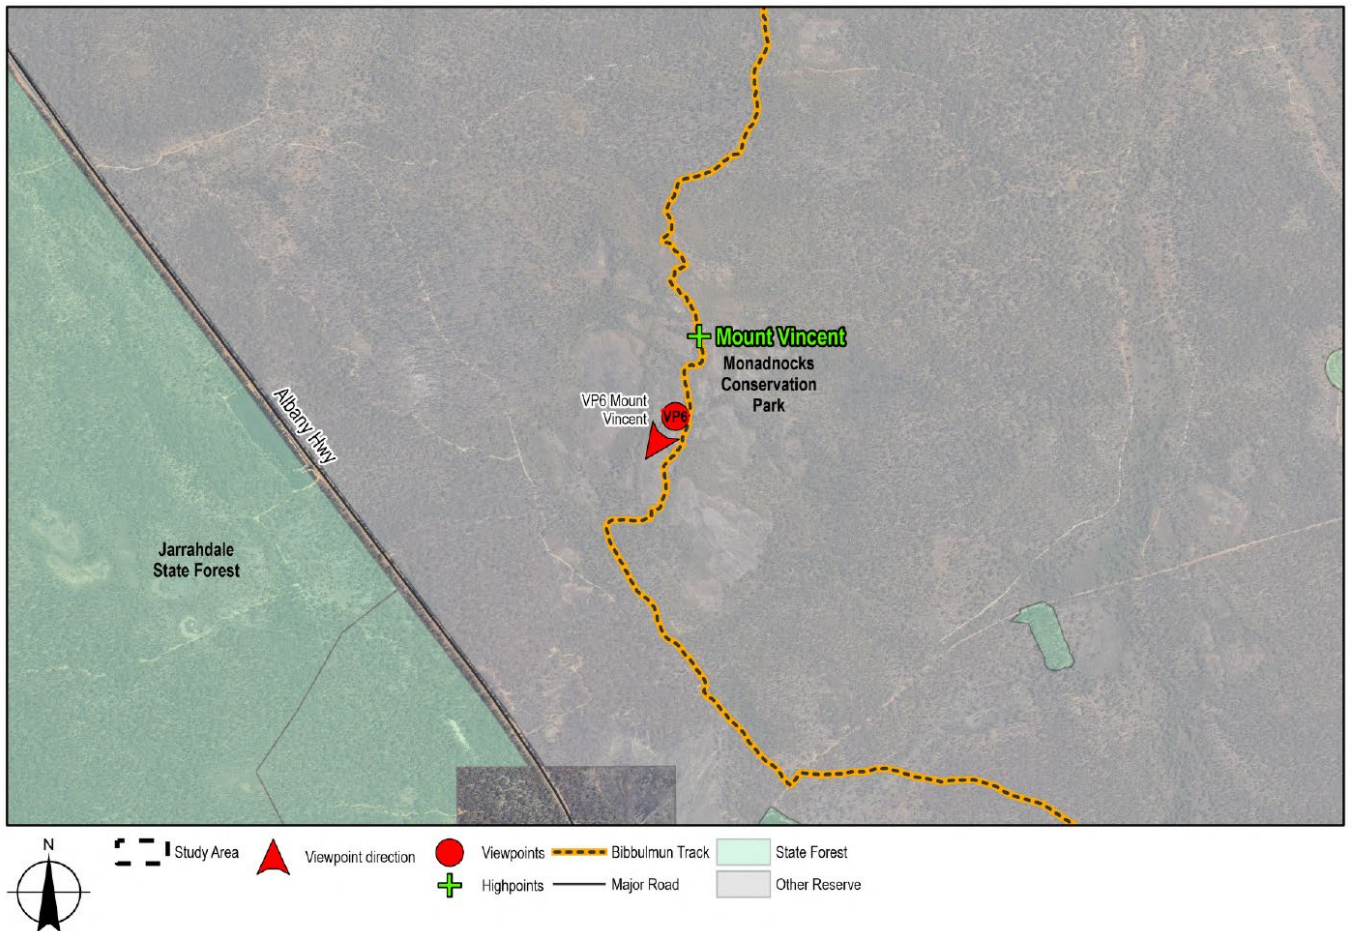 Mount Vincent
Monadnocks
Conservation
Park
VP6 Mount
Vincent
VP6
Albany Hwy
Jarrahdale
State Forest
N
Study Area
Viewpoint direction
Viewpoints
Highpoints
Bibbulmun Track
Major Road
State Forest
Other Reserve